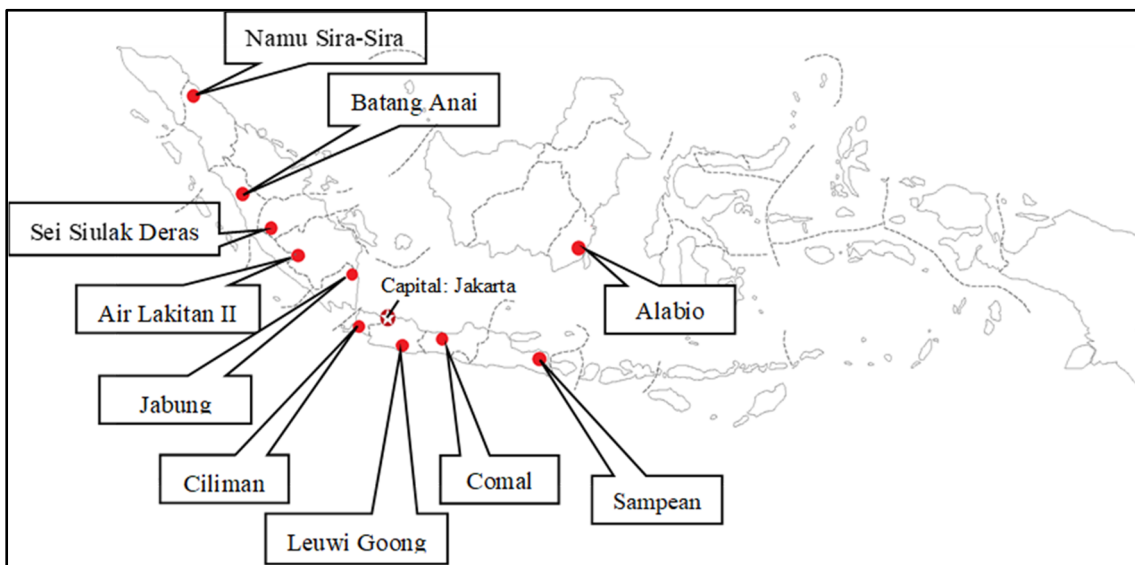 Namu Sira-Sira
Batang Anai
Sei Siulak Deras
Air Lakitan II
Capital: Jakarta
Alabio
Jabung
Ciliman
Comal
Sampean
Leuwi Goong